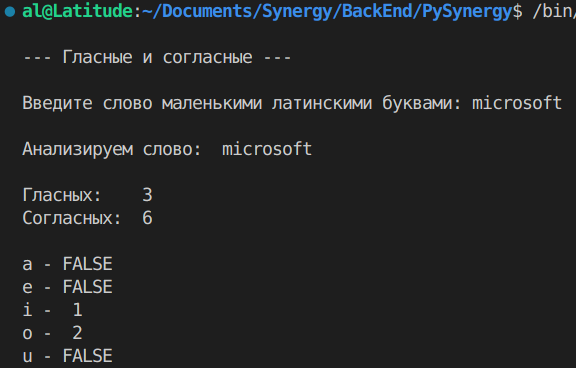 al@Latitude:~/Documents/Synergy/BackEnd/PySynergy$ /bin/
--- Гласные и согласные ---
Введите слово маленькими латинскими буквами: microsoft
Анализируем слово:  microsoft
Гласных:    3
Согласных:  6
a - FALSE
e - FALSE
i -  1
o -  2
u - FALSE